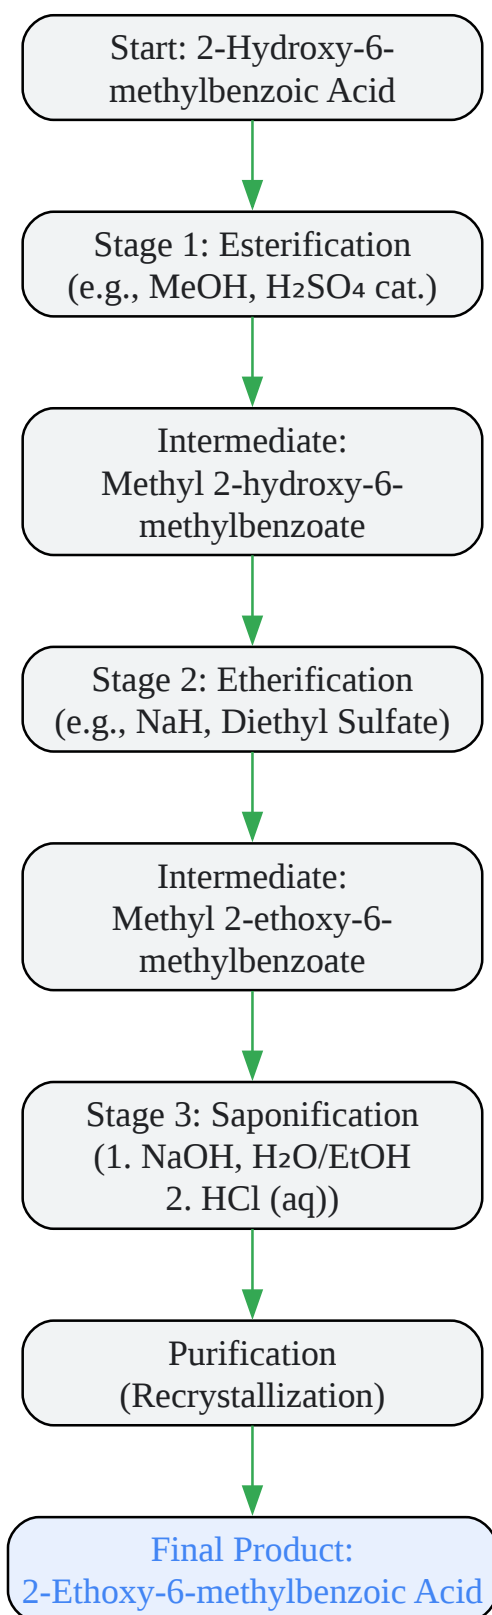 Start: 2-Hydroxy-6-
methylbenzoic Acid
Stage 1: Esterification
(e.g., MeOH, H₂SO₄ cat.)
Intermediate:
Methyl 2-hydroxy-6-
methylbenzoate
Stage 2: Etherification
(e.g., NaH, Diethyl Sulfate)
Intermediate:
Methyl 2-ethoxy-6-
methylbenzoate
Stage 3: Saponification
(1. NaOH, H₂O/EtOH
2. HCl (aq))
Purification
(Recrystallization)
Final Product:
2-Ethoxy-6-methylbenzoic Acid